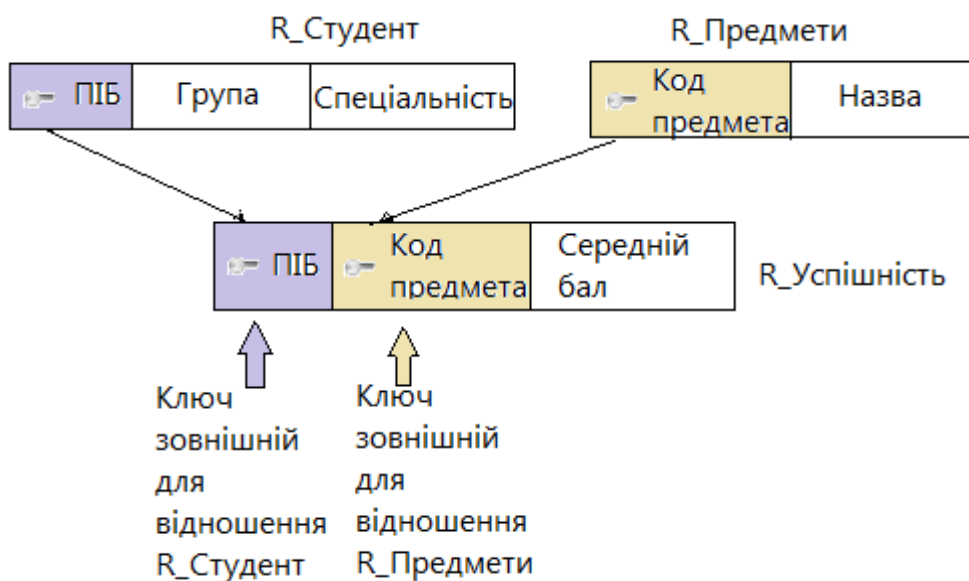 R_Студент
R_Предмети
ПІБ
Група
Спеціальність
Код
предмета
Назва
ПІБ
Код
предмета
Середній
бал
R_Успішність
Ключ
зовнішній
для
відношення
R_Студент
Ключ
зовнішній
для
відношення
R_Предмети